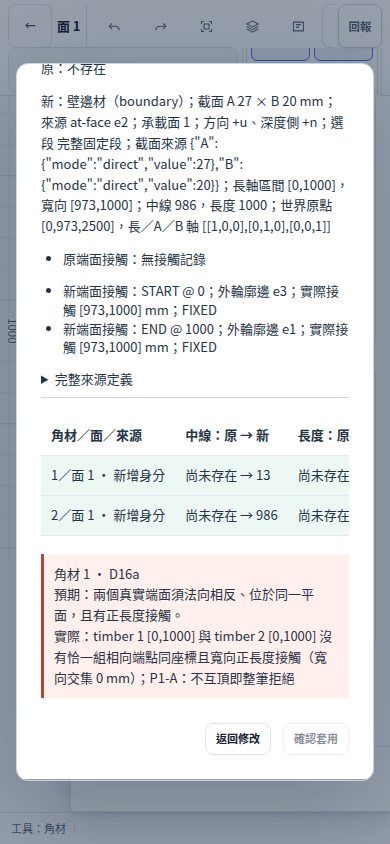 ←
面 1
回報
原：不存在
新：壁邊材（boundary）；截面 A 27 × B 20 mm；
來源 at-face e2；承載面 1；方向 +u、深度側 +n；選
段 完整固定段；截面來源 {"A":
{"mode":"direct","value":27},"B":
{"mode":"direct","value":20}}；長軸區間 [0,1000]，
寬向 [973,1000]；中線 986，長度 1000；世界原點
[0,973,2500]，長／A／B 軸 [[1,0,0],[0,1,0],[0,0,1]]
• 原端面接觸：無接觸記錄
• 新端面接觸：START @ 0；外輪廓邊 e3；實際接
觸 [973,1000] mm；FIXED
• 新端面接觸：END @ 1000；外輪廓邊 e1；實際接
觸 [973,1000] mm；FIXED
▶ 完整來源定義
角材／面／來源 中線：原 → 新 長度：原
1／面 1 · 新增身分 尚未存在 → 13 尚未存在
2／面 1 · 新增身分 尚未存在 → 986 尚未存在
角材 1 · D16a
預期：兩個真實端面須法向相反、位於同一平
面，且有正長度接觸。
實際：timber 1 [0,1000] 與 timber 2 [0,1000] 沒
有恰一組相向端點同座標且寬向正長度接觸（寬
向交集 0 mm）；P1-A：不互頂即整筆拒絕
返回修改 確認套用
1000
工具：角材